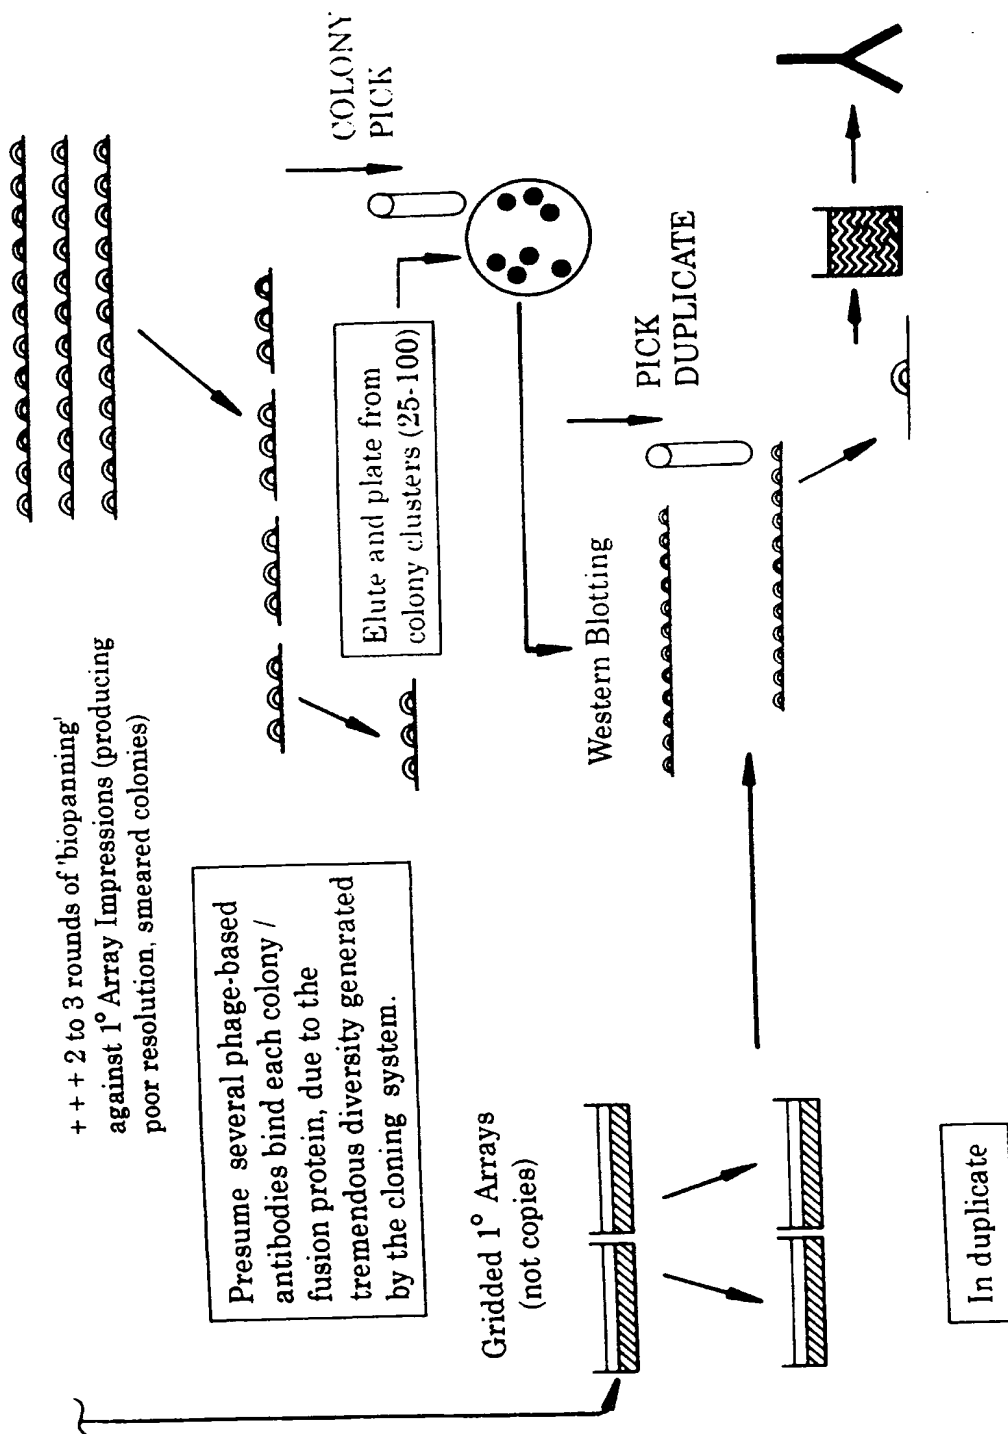 + + + 2 to 3 rounds of 'biopanning'
against 1° Array Impressions (producing
poor resolution, smeared colonies)
Presume several phage-based
antibodies bind each colony /
fusion protein, due to the
tremendous diversity generated
by the cloning system.
COLONY
PICK
Elute and plate from
colony clusters (25-100)
Gridded 1° Arrays
(not copies)
Western Blotting
PICK
DUPLICATE
In duplicate